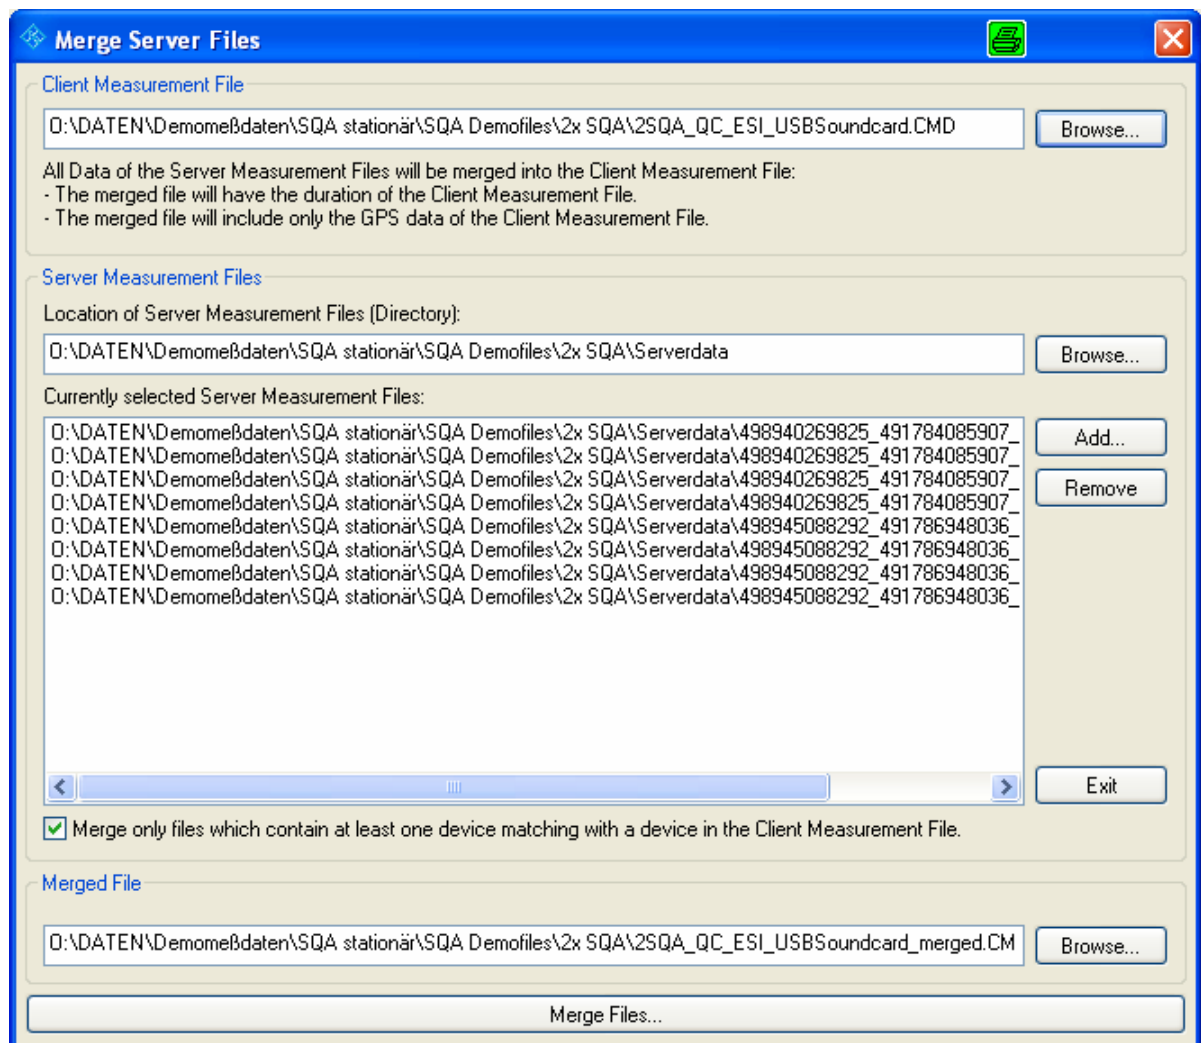 Merge Server Files
Client Measurement File
O:\DATEN\Demomeßdaten\SQA stationär\SQA Demofiles\2x SQA\2SQA_QC_ESI_USBSoundcard.CMD
Browse...
All Data of the Server Measurement Files will be merged into the Client Measurement File:
- The merged file will have the duration of the Client Measurement File.
- The merged file will include only the GPS data of the Client Measurement File.
Server Measurement Files
Location of Server Measurement Files (Directory):
O:\DATEN\Demomeßdaten\SQA stationär\SQA Demofiles\2x SQA\Serverdata
Browse...
Currently selected Server Measurement Files:
O:\DATEN\Demomeßdaten\SQA stationär\SQA Demofiles\2x SQA\Serverdata\498940269825_491784085907_
O:\DATEN\Demomeßdaten\SQA stationär\SQA Demofiles\2x SQA\Serverdata\498940269825_491784085907_
O:\DATEN\Demomeßdaten\SQA stationär\SQA Demofiles\2x SQA\Serverdata\498940269825_491784085907_
O:\DATEN\Demomeßdaten\SQA stationär\SQA Demofiles\2x SQA\Serverdata\498940269825_491784085907_
O:\DATEN\Demomeßdaten\SQA stationär\SQA Demofiles\2x SQA\Serverdata\498945088292_491786948036_
O:\DATEN\Demomeßdaten\SQA stationär\SQA Demofiles\2x SQA\Serverdata\498945088292_491786948036_
O:\DATEN\Demomeßdaten\SQA stationär\SQA Demofiles\2x SQA\Serverdata\498945088292_491786948036_
O:\DATEN\Demomeßdaten\SQA stationär\SQA Demofiles\2x SQA\Serverdata\498945088292_491786948036_
Add...
Remove
Exit
Merge only files which contain at least one device matching with a device in the Client Measurement File.
Merged File
O:\DATEN\Demomeßdaten\SQA stationär\SQA Demofiles\2x SQA\2SQA_QC_ESI_USBSoundcard_merged.CM
Browse...
Merge Files...